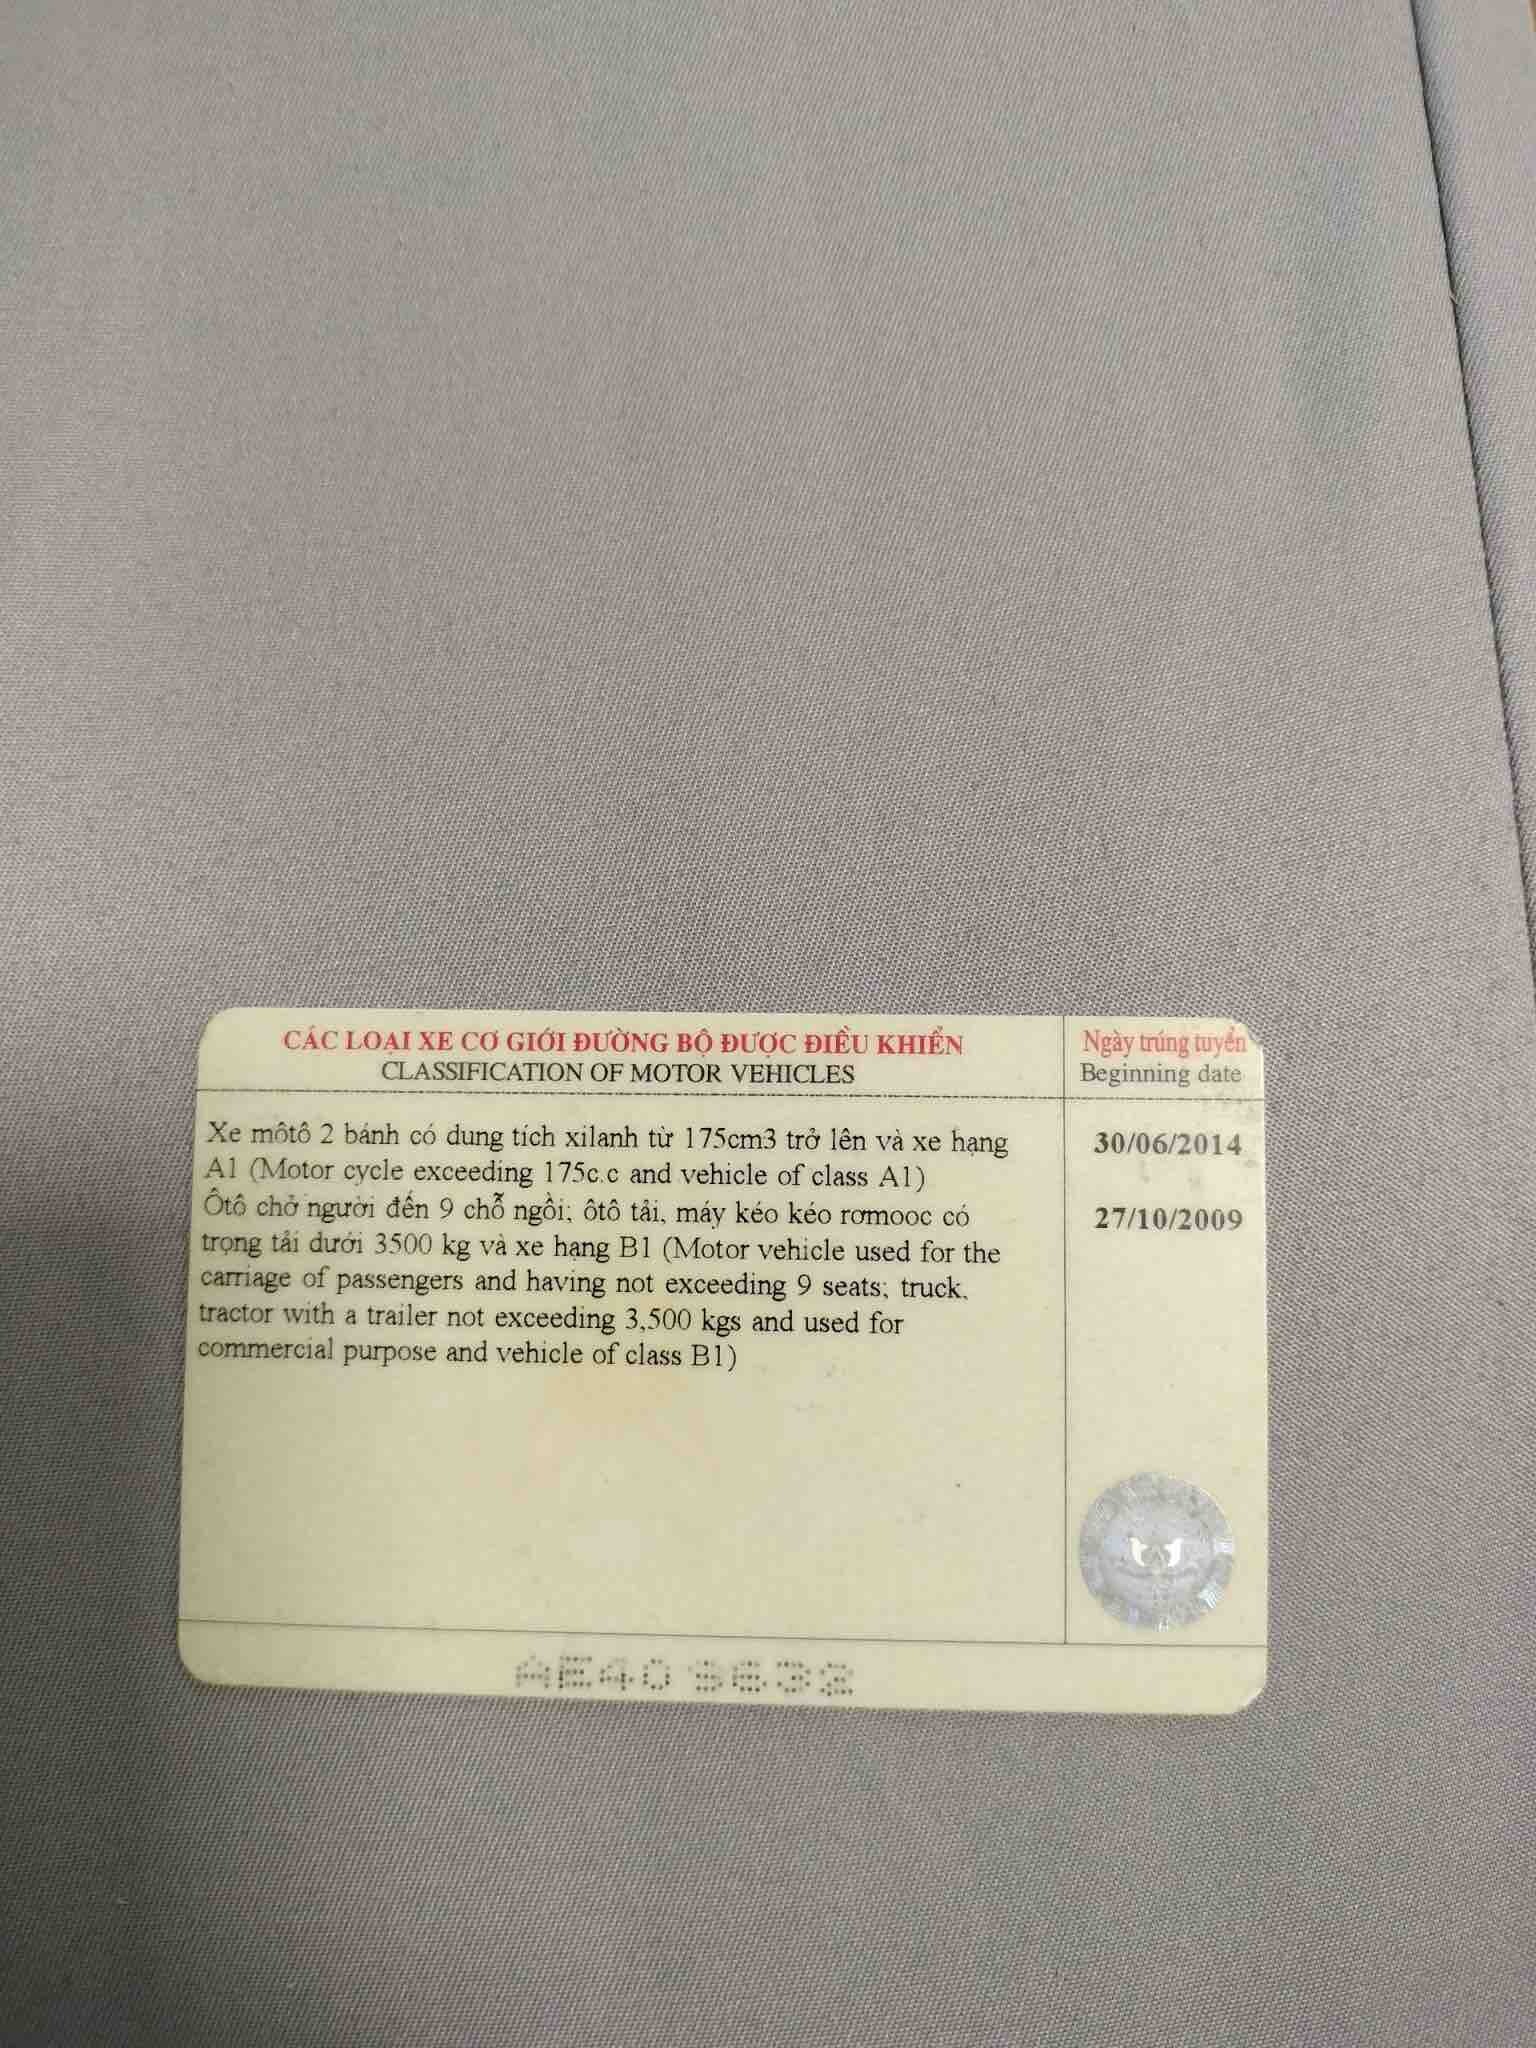 CÁC LOẠI XE CƠ GIỚI ĐƯỜNG BỘ ĐƯỢC ĐIỀU KHIỂN
CLASSIFICATION OF MOTOR VEHICLES
Ngày trúng tuyển
Beginning date
Xe môtô 2 bánh có dung tích xilanh từ 175cm3 trở lên và xe hạng
A1 (Motor cycle exceeding 175c.c and vehicle of class A1)
30/06/2014
Ôtô chở người đến 9 chỗ ngồi; ôtô tải, máy kéo kéo rơmooc có
trọng tải dưới 3500 kg và xe hạng B1 (Motor vehicle used for the
carriage of passengers and having not exceeding 9 seats; truck,
tractor with a trailer not exceeding 3,500 kgs and used for
commercial purpose and vehicle of class B1)
27/10/2009